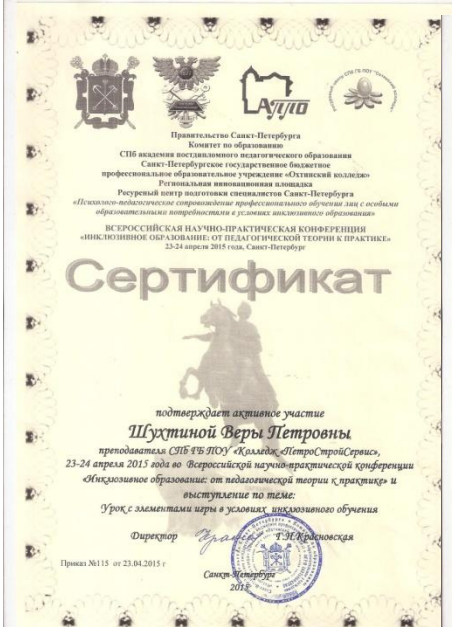 АППО
Правительство Санкт-Петербурга
Комитет по образованию
СПб академия постдипломного педагогического образования
Санкт-Петербургское государственное бюджетное
профессиональное образовательное учреждение «Охтинский колледж»
Региональная инновационная площадка
Ресурсный центр подготовки специалистов Санкт-Петербурга
«Психолого-педагогическое сопровождение профессионального обучения лиц с особыми
образовательными потребностями в условиях инклюзивного образования»
ВСЕРОССИЙСКАЯ НАУЧНО-ПРАКТИЧЕСКАЯ КОНФЕРЕНЦИЯ
«ИНКЛЮЗИВНОЕ ОБРАЗОВАНИЕ: ОТ ПЕДАГОГИЧЕСКОЙ ТЕОРИИ К ПРАКТИКЕ»
23-24 апреля 2015 года, Санкт-Петербург
Сертификат
подтверждает активное участие
Шухтиной Веры Петровны
преподавателя СПб ГБ ПОУ «Колледж «ПетроСтройСервис»,
23-24 апреля 2015 года во Всероссийской научно-практической конференции
«Инклюзивное образование: от педагогической теории к практике» и
выступление по теме:
Урок с элементами игры в условиях инклюзивного обучения
Директор Т.Н.Красновская
Приказ №115 от 23.04.2015 г
Санкт-Петербург
2015